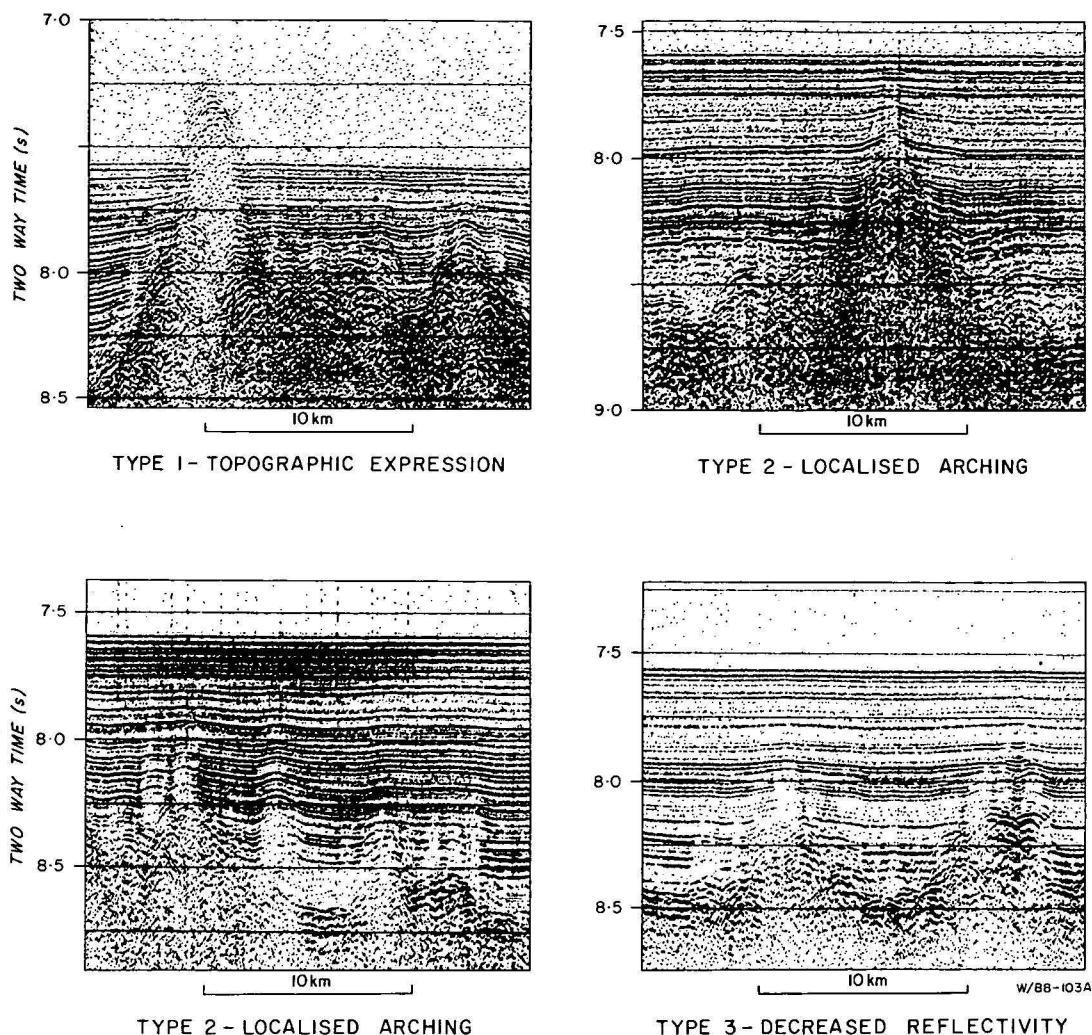 7.0
8.0
8.5
TWO WAY TIME (s)
10 km
TYPE 1 - TOPOGRAPHIC EXPRESSION
7.5
8.0
9.0
10 km
TYPE 2 - LOCALISED ARCHING
7.5
8.0
8.5
TWO WAY TIME (s)
10 km
TYPE 2 - LOCALISED ARCHING
7.5
8.0
8.5
10 km
W/B8-103A
TYPE 3 - DECREASED REFLECTIVITY